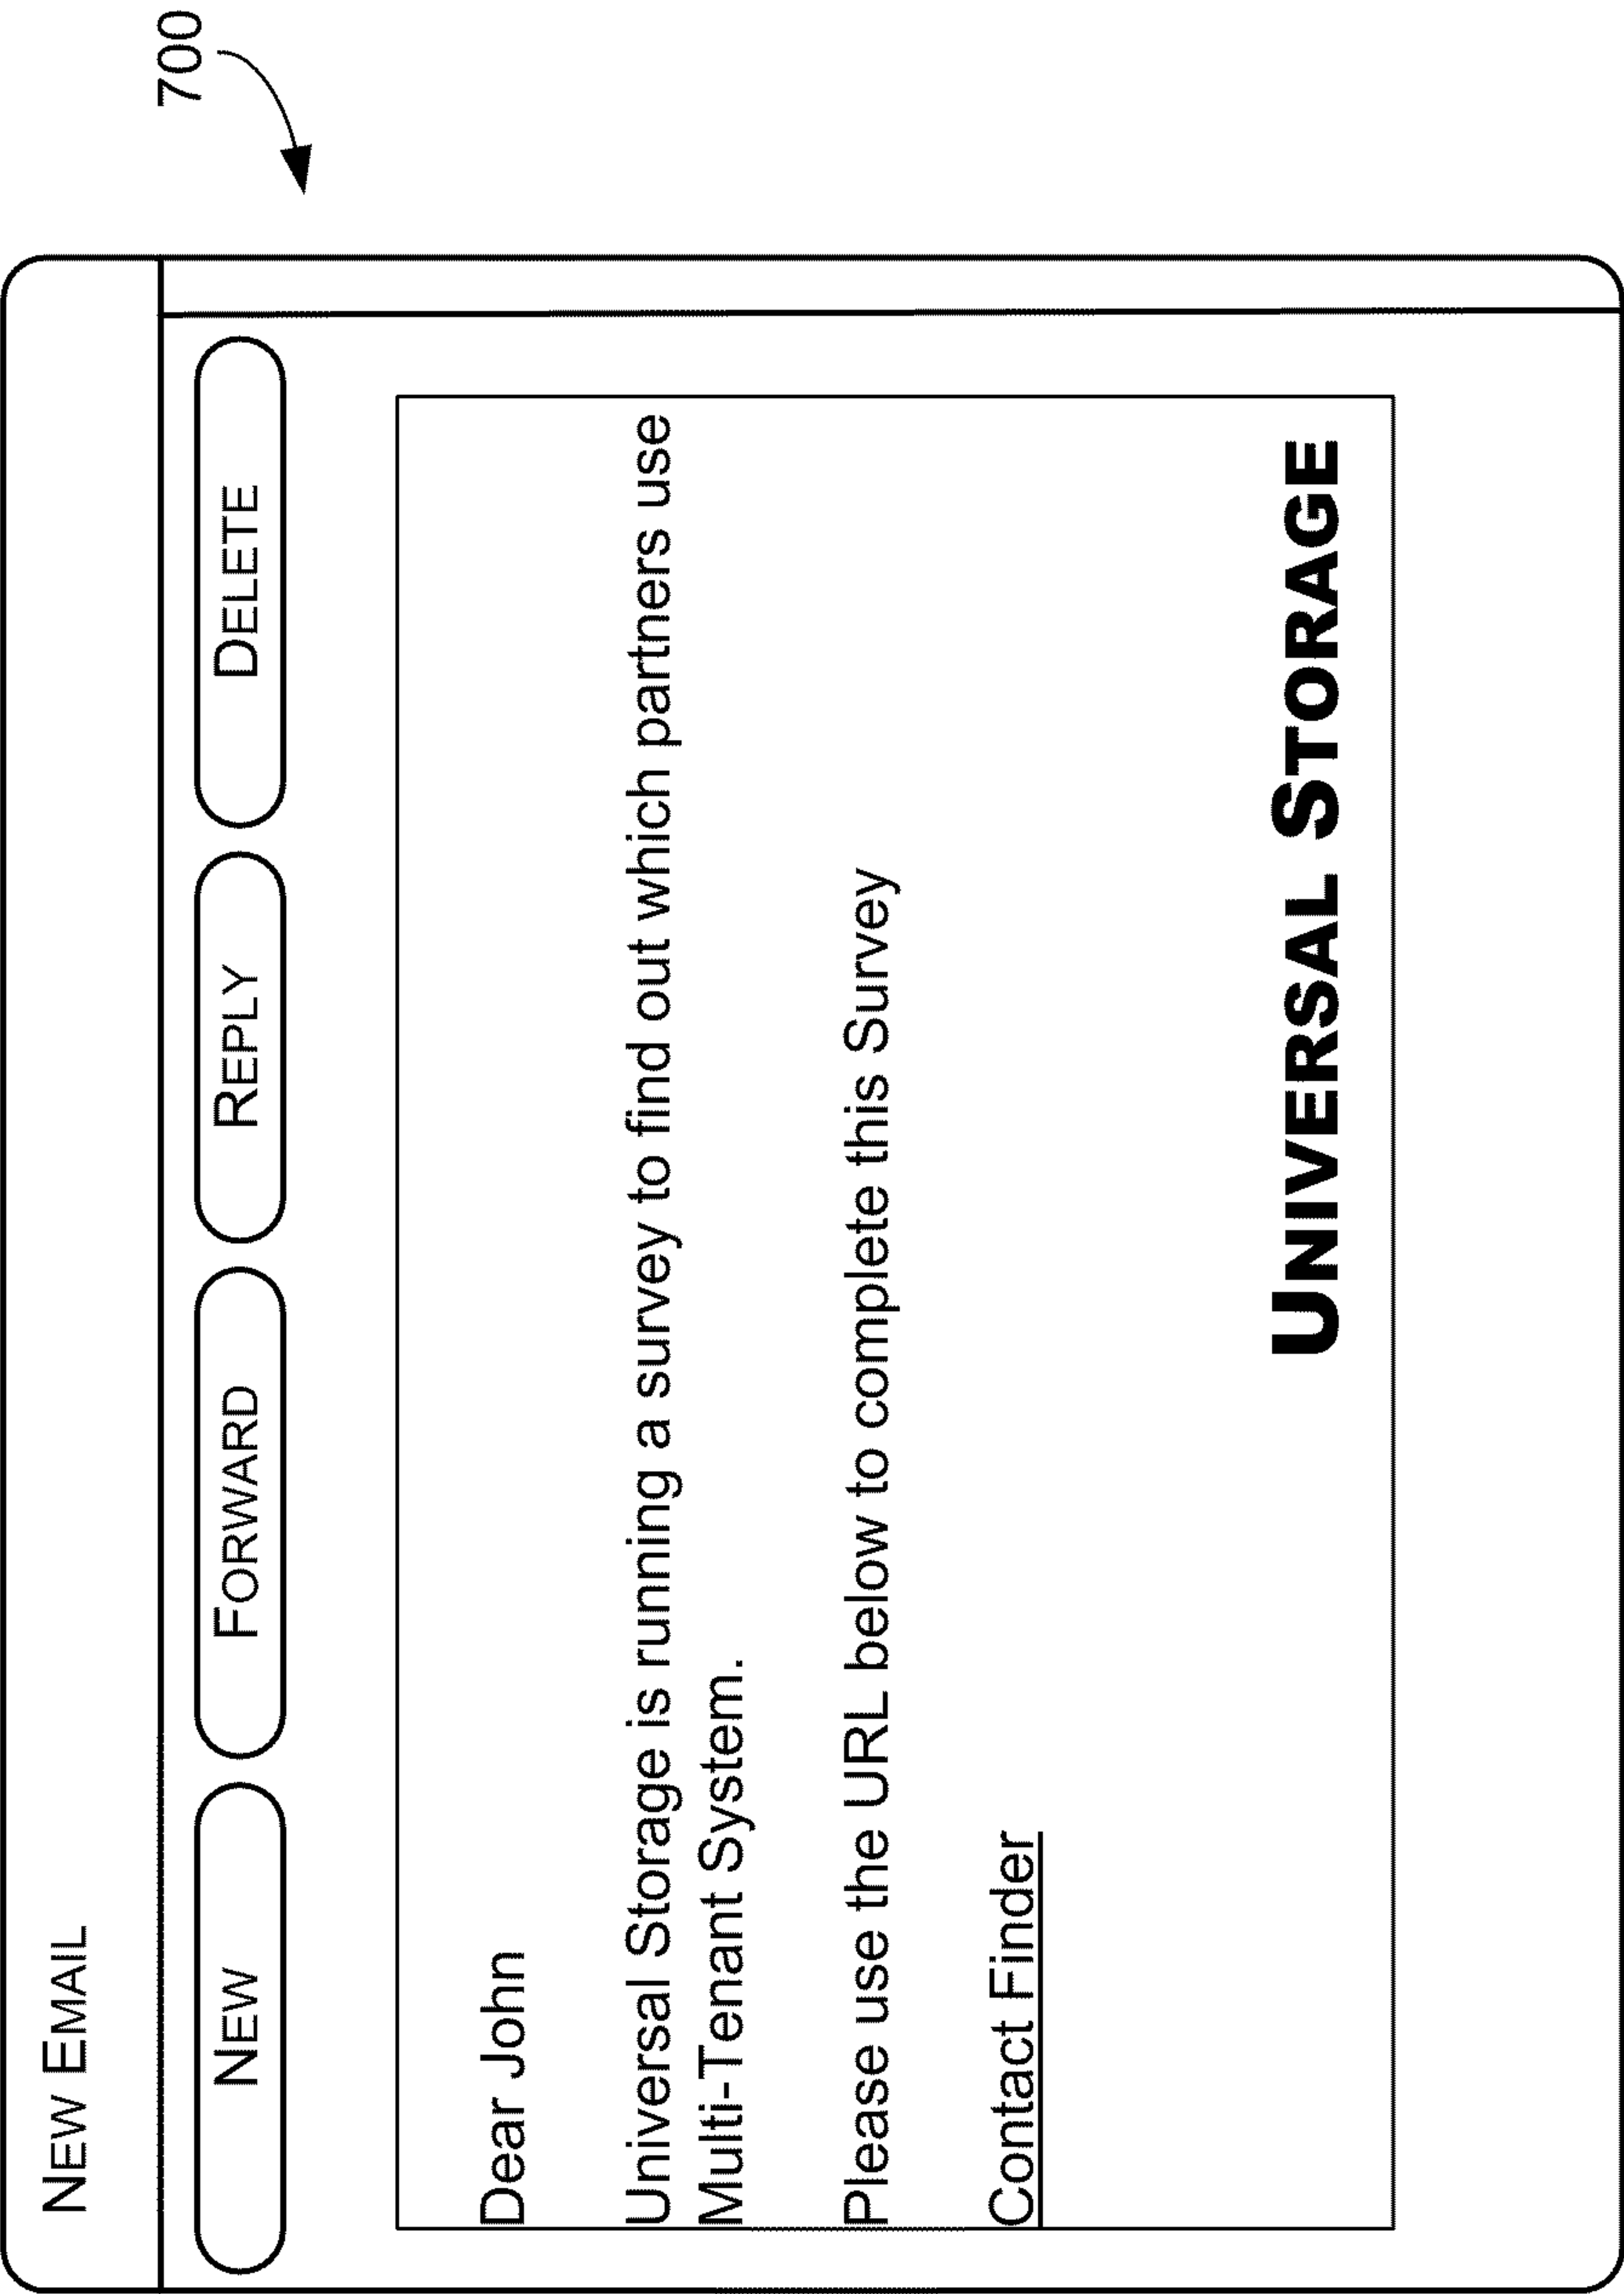 700
NEW EMAIL
NEW FORWARD REPLY DELETE
Dear John
Universal Storage is running a survey to find out which partners use
Multi-Tenant System.
Please use the URL below to complete this Survey
Contact Finder
UNIVERSAL STORAGE